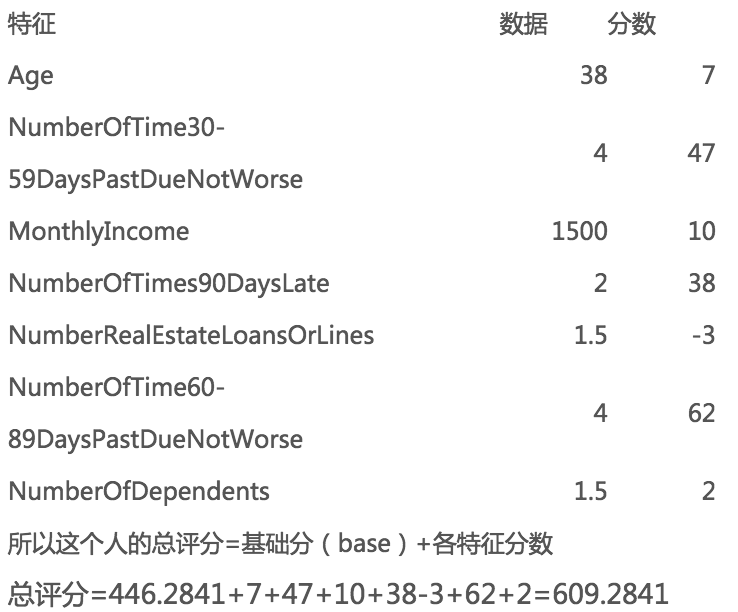 特征 数据 分数
Age 38 7
NumberOfTime30-
59DaysPastDueNotWorse 4 47
MonthlyIncome 1500 10
NumberOfTimes90DaysLate 2 38
NumberRealEstateLoansOrLines 1.5 -3
NumberOfTime60-
89DaysPastDueNotWorse 4 62
NumberOfDependents 1.5 2
所以这个人的总评分=基础分（base）+各特征分数
总评分=446.2841+7+47+10+38-3+62+2=609.2841